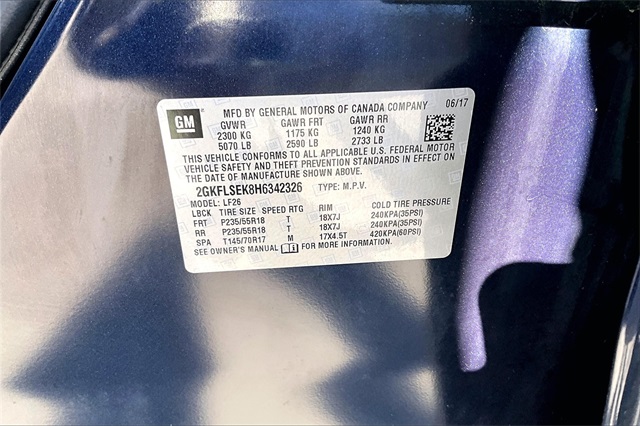 GM MFD BY GENERAL MOTORS OF CANADA COMPANY 06/17
GVWR GAWR FRT GAWR RR
2300 KG 1175 KG 1240 KG
5070 LB 2590 LB 2733 LB
THIS VEHICLE CONFORMS TO ALL APPLICABLE U.S. FEDERAL MOTOR
VEHICLE SAFETY AND THEFT PREVENTION STANDARDS IN EFFECT ON
THE DATE OF MANUFACTURE SHOWN ABOVE.
2GKFLSEK8H6342326 TYPE: M.P.V.
MODEL: LF26
LBCK TIRE SIZE SPEED RTG RIM COLD TIRE PRESSURE
FRT P235/55R18 T 18X7J 240KPA(35PSI)
RR P235/55R18 T 18X7J 240KPA(35PSI)
SPA T145/70R17 M 17X4.5T 420KPA(60PSI)
SEE OWNER'S MANUAL FOR MORE INFORMATION.